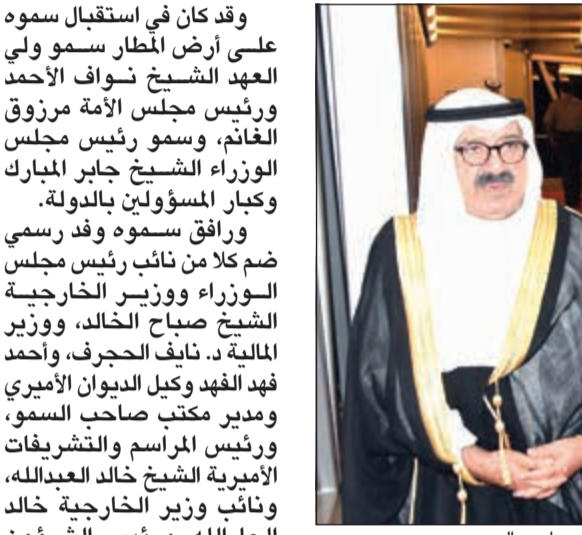 وقد كان في استقبال سموه
على أرض المطار سمو ولي
العهد الشيخ نواف الأحمد
ورئيس مجلس الأمة مرزوق
الغانم، وسمو رئيس مجلس
الوزراء الشيخ جابر المبارك
وكبار المسؤولين بالدولة.
ورافق سموه وفد رسمي
ضم كلا من نائب رئيس مجلس
الوزراء ووزير الخارجية
الشيخ صباح الخالد، ووزير
المالية د. نايف الحجرف، وأحمد
فهد الفهد وكيل الديوان الأميري
ومدير مكتب صاحب السمو،
ورئيس المراسم والتشريفات
الأميرية الشيخ خالد العبدالله،
ونائب وزير الخارجية خالد